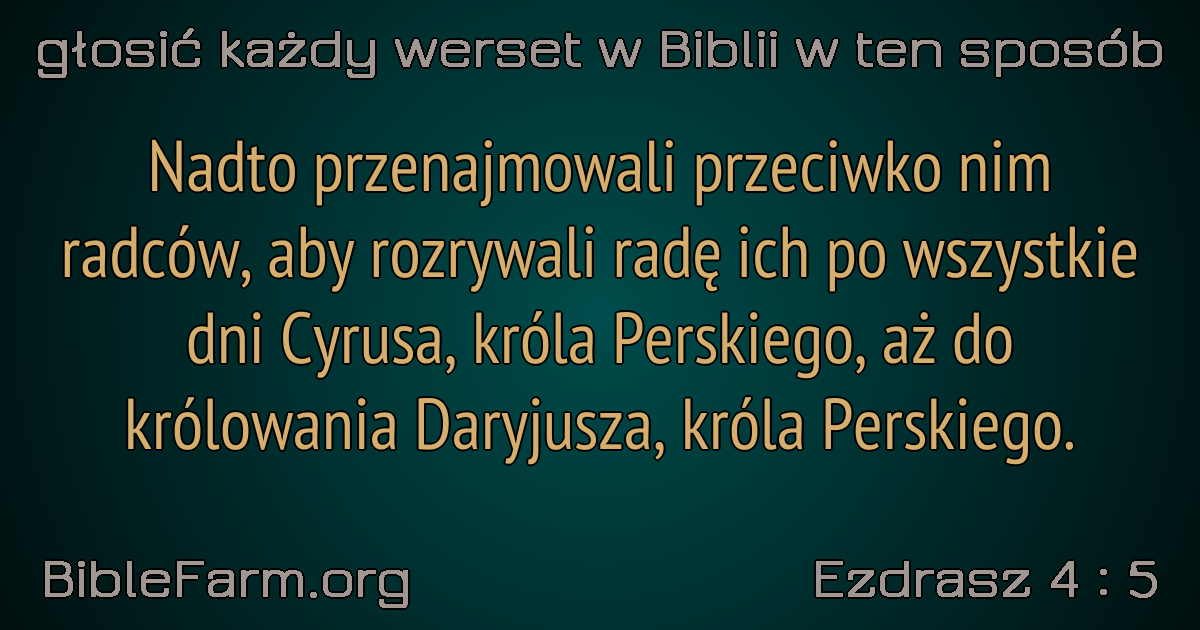 głosić każdy werset w Biblii w ten sposób
Nadto przenajmowali przeciwko nim
radców, aby rozrywali radę ich po wszystkie
dni Cyrusa, króla Perskiego, aż do
królowania Daryjusza, króla Perskiego.
BibleFarm.org
Ezdrasz 4 : 5